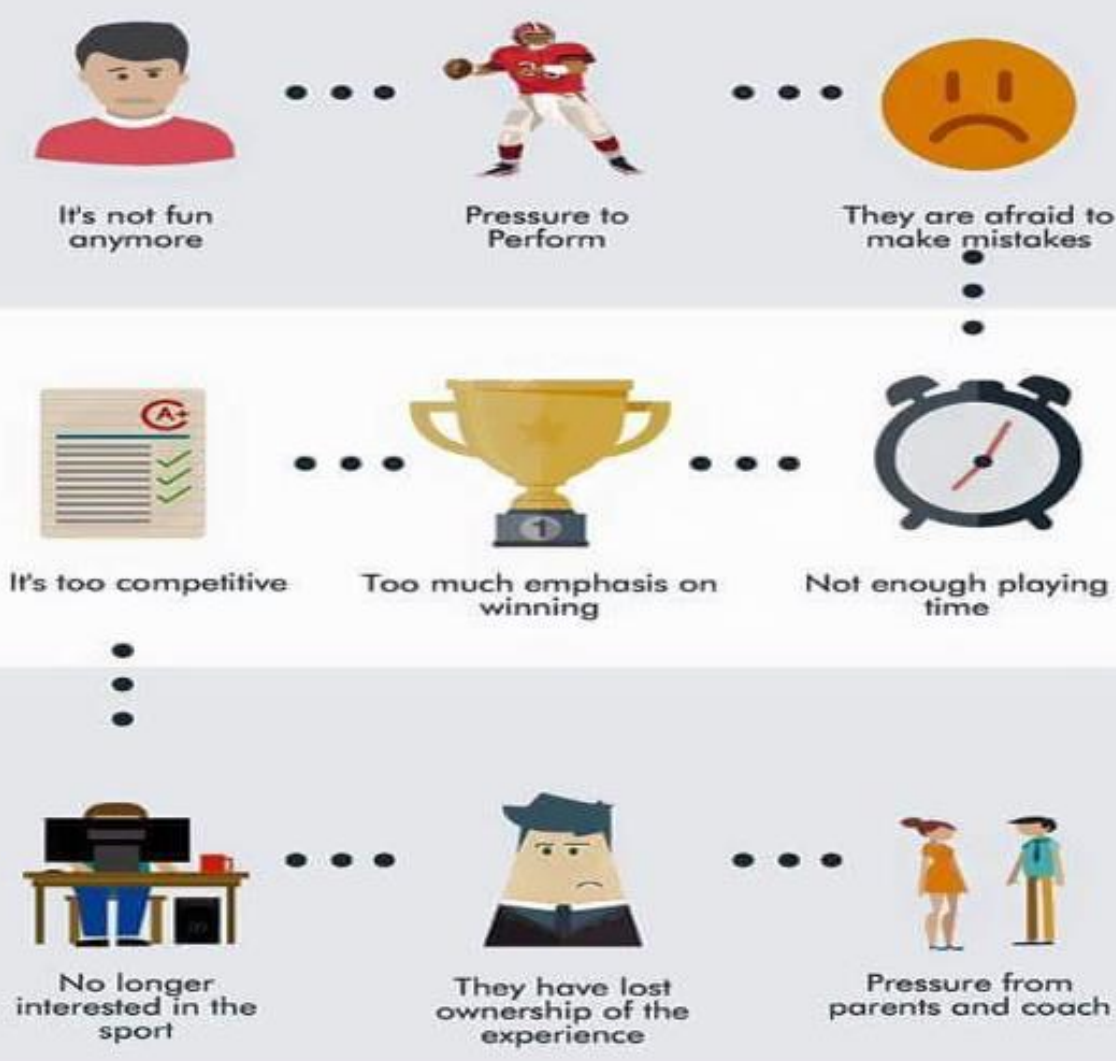 It's not fun
anymore
Pressure to
Perform
They are afraid to
make mistakes
A+
It's too competitive
1
Too much emphasis on
winning
Not enough playing
time
No longer
interested in the
sport
They have lost
ownership of the
experience
Pressure from
parents and coach